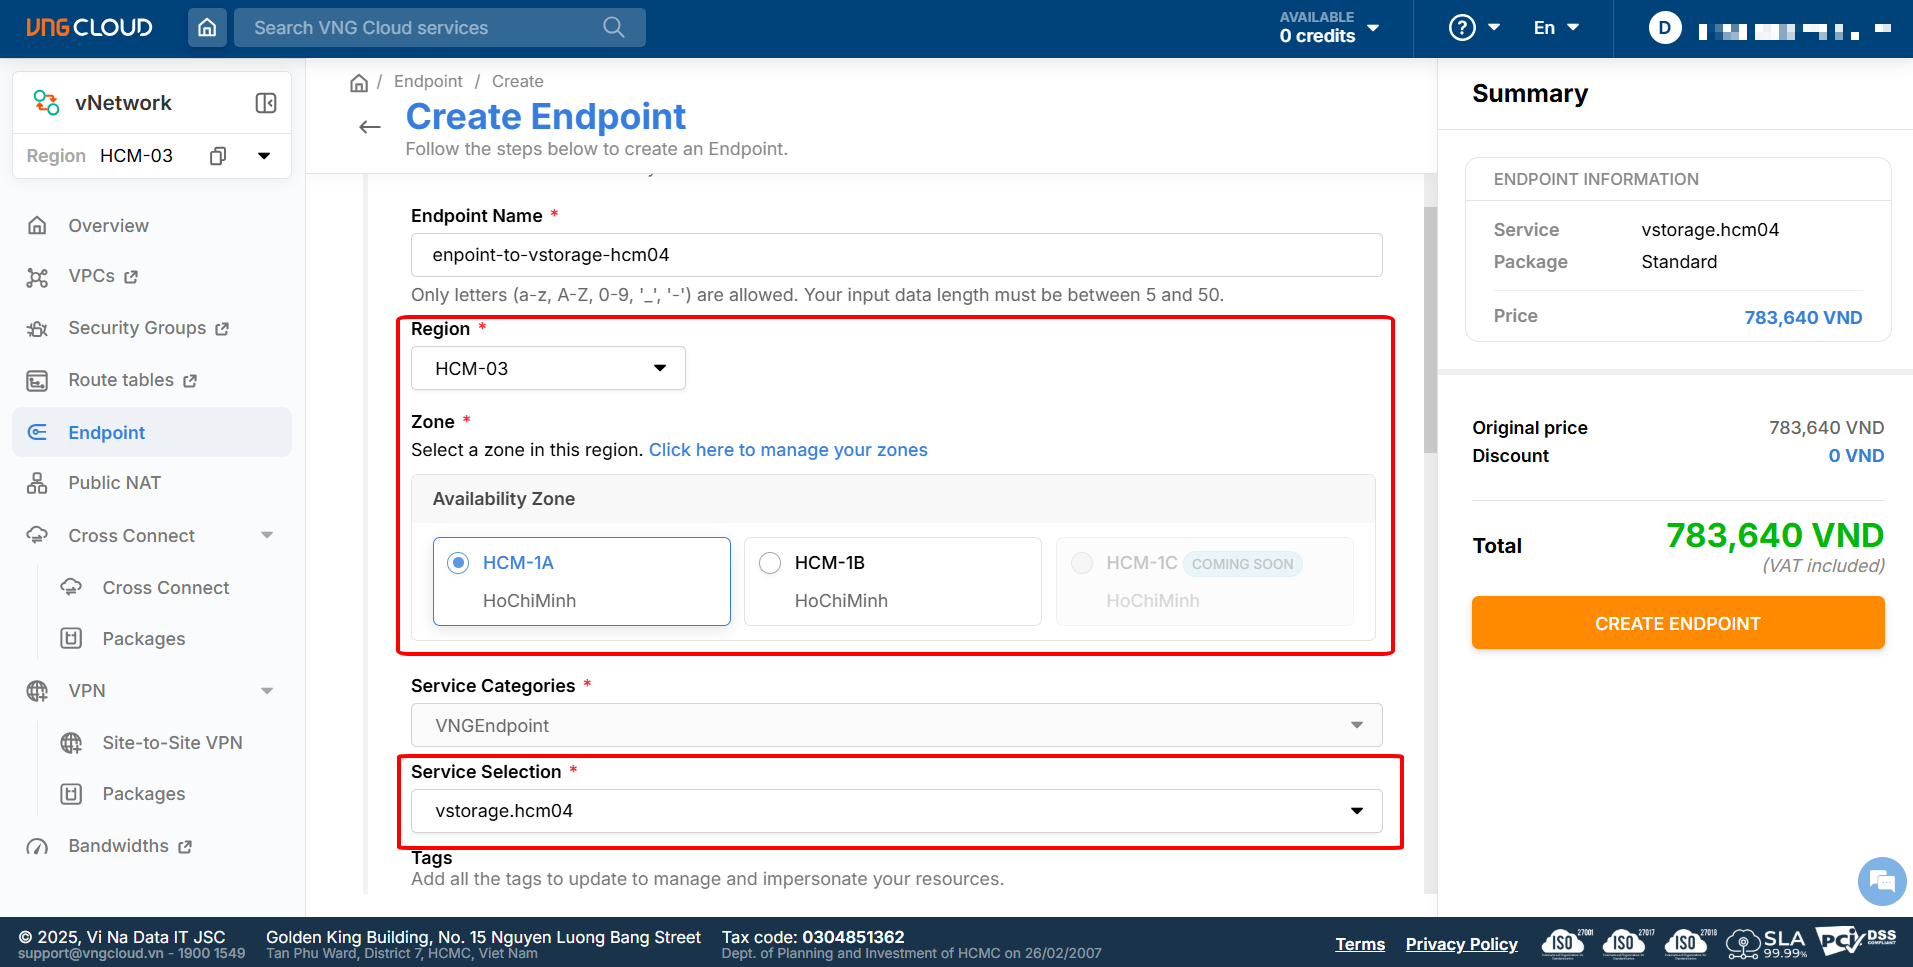 VNGCLOUD
Search VNG Cloud services
AVAILABLE
0 credits
?
En
D
vNetwork
Region HCM-03
Overview
VPCs
Security Groups
Route tables
Endpoint
Public NAT
Cross Connect
Cross Connect
Packages
VPN
Site-to-Site VPN
Packages
Bandwidths
/ Endpoint / Create
Create Endpoint
Follow the steps below to create an Endpoint.
Endpoint Name *
enpoint-to-vstorage-hcm04
Only letters (a-z, A-Z, 0-9, '_', '-') are allowed. Your input data length must be between 5 and 50.
Region *
HCM-03
Zone *
Select a zone in this region. Click here to manage your zones
Availability Zone
HCM-1A
HoChiMinh
HCM-1B
HoChiMinh
HCM-1C COMING SOON
HoChiMinh
Service Categories *
VNGEndpoint
Service Selection *
vstorage.hcm04
Tags
Add all the tags to update to manage and impersonate your resources.
Summary
ENDPOINT INFORMATION
Service vstorage.hcm04
Package Standard
Price 783,640 VND
Original price 783,640 VND
Discount 0 VND
Total 783,640 VND
(VAT included)
CREATE ENDPOINT
© 2025, Vi Na Data IT JSC
support@vngcloud.vn - 1900 1549
Golden King Building, No. 15 Nguyen Luong Bang Street
Tan Phu Ward, District 7, HCMC, Viet Nam
Tax code: 0304851362
Dept. of Planning and Investment of HCMC on 26/02/2007
Terms
Privacy Policy
ISO 27001
ISO 27017
ISO 27018
SLA
99.99%
PCI DSS
COMPLIANT